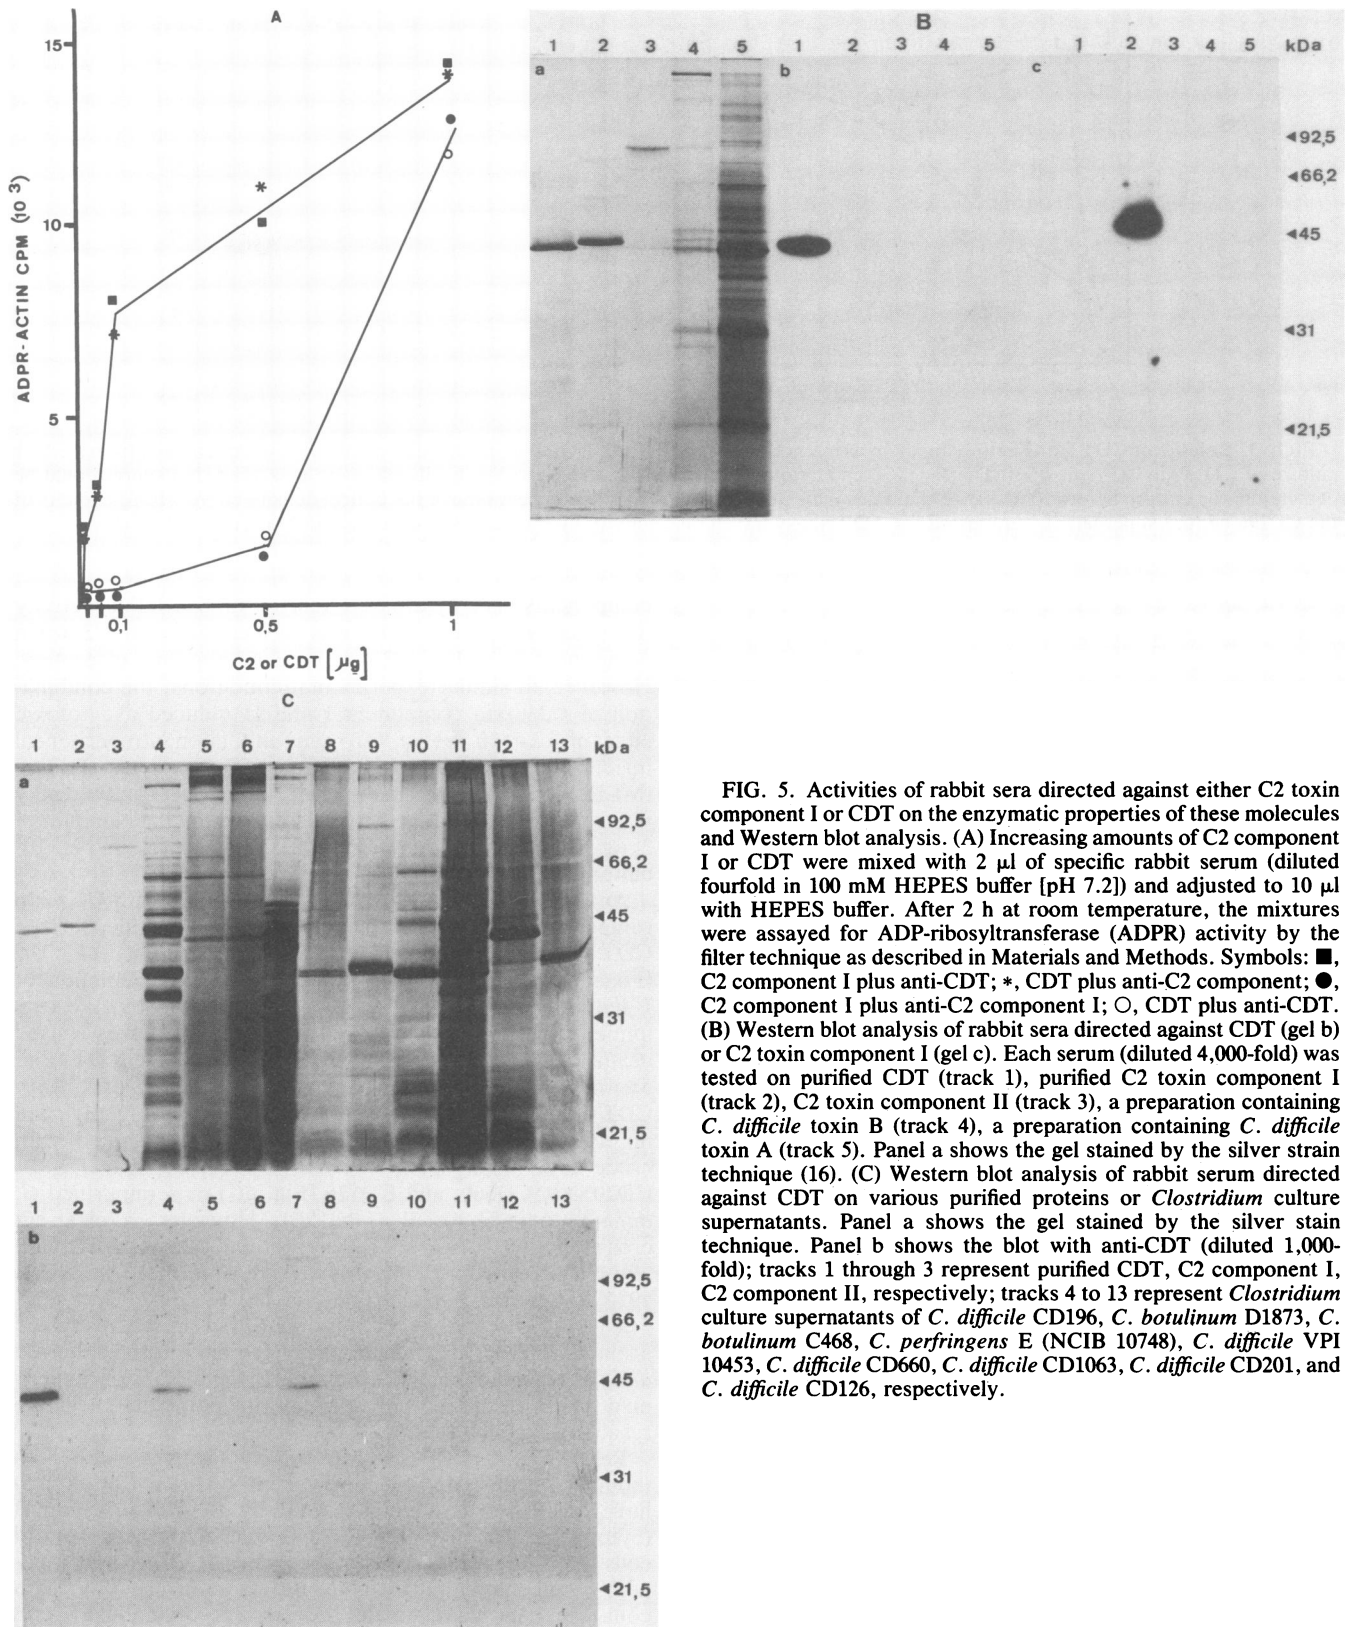 A
15
10
5
ADPR-ACTIN CPM (10 3)
0,1 0,5 1
C2 or CDT [µg]
B
1 2 3 4 5 1 2 3 4 5 1 2 3 4 5 kDa
a b c
◄92,5
◄66,2
◄45
◄31
◄21,5
C
1 2 3 4 5 6 7 8 9 10 11 12 13 kDa
a
◄92,5
◄66,2
◄45
◄31
◄21,5
1 2 3 4 5 6 7 8 9 10 11 12 13
b
◄92,5
◄66,2
◄45
◄31
◄21,5
FIG. 5. Activities of rabbit sera directed against either C2 toxin
component I or CDT on the enzymatic properties of these molecules
and Western blot analysis. (A) Increasing amounts of C2 component
I or CDT were mixed with 2 µl of specific rabbit serum (diluted
fourfold in 100 mM HEPES buffer [pH 7.2]) and adjusted to 10 µl
with HEPES buffer. After 2 h at room temperature, the mixtures
were assayed for ADP-ribosyltransferase (ADPR) activity by the
filter technique as described in Materials and Methods. Symbols: ■,
C2 component I plus anti-CDT; *, CDT plus anti-C2 component; ●,
C2 component I plus anti-C2 component I; ○, CDT plus anti-CDT.
(B) Western blot analysis of rabbit sera directed against CDT (gel b)
or C2 toxin component I (gel c). Each serum (diluted 4,000-fold) was
tested on purified CDT (track 1), purified C2 toxin component I
(track 2), C2 toxin component II (track 3), a preparation containing
C. difficile toxin B (track 4), a preparation containing C. difficile
toxin A (track 5). Panel a shows the gel stained by the silver strain
technique (16). (C) Western blot analysis of rabbit serum directed
against CDT on various purified proteins or Clostridium culture
supernatants. Panel a shows the gel stained by the silver stain
technique. Panel b shows the blot with anti-CDT (diluted 1,000-
fold); tracks 1 through 3 represent purified CDT, C2 component I,
C2 component II, respectively; tracks 4 to 13 represent Clostridium
culture supernatants of C. difficile CD196, C. botulinum D1873, C.
botulinum C468, C. perfringens E (NCIB 10748), C. difficile VPI
10453, C. difficile CD660, C. difficile CD1063, C. difficile CD201, and
C. difficile CD126, respectively.